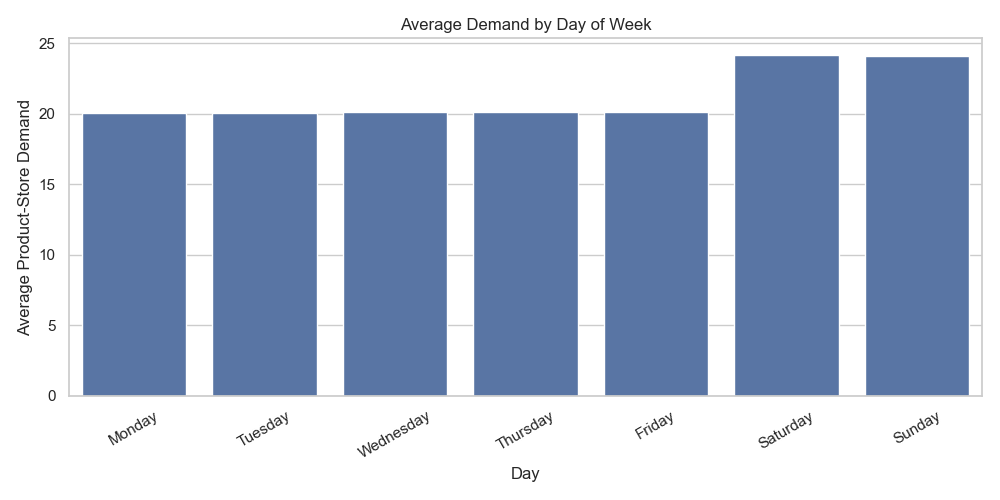 Average Demand by Day of Week
Average Product-Store Demand
25
20
15
10
5
0
Monday
Tuesday
Wednesday
Thursday
Friday
Saturday
Sunday
Day